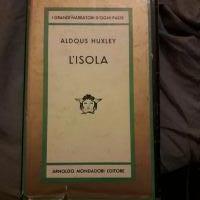 I GRANDI NARRATORI D'OGNI PAESE
ALDOUS HUXLEY
L'ISOLA
ARNOLDO MONDADORI EDITORE